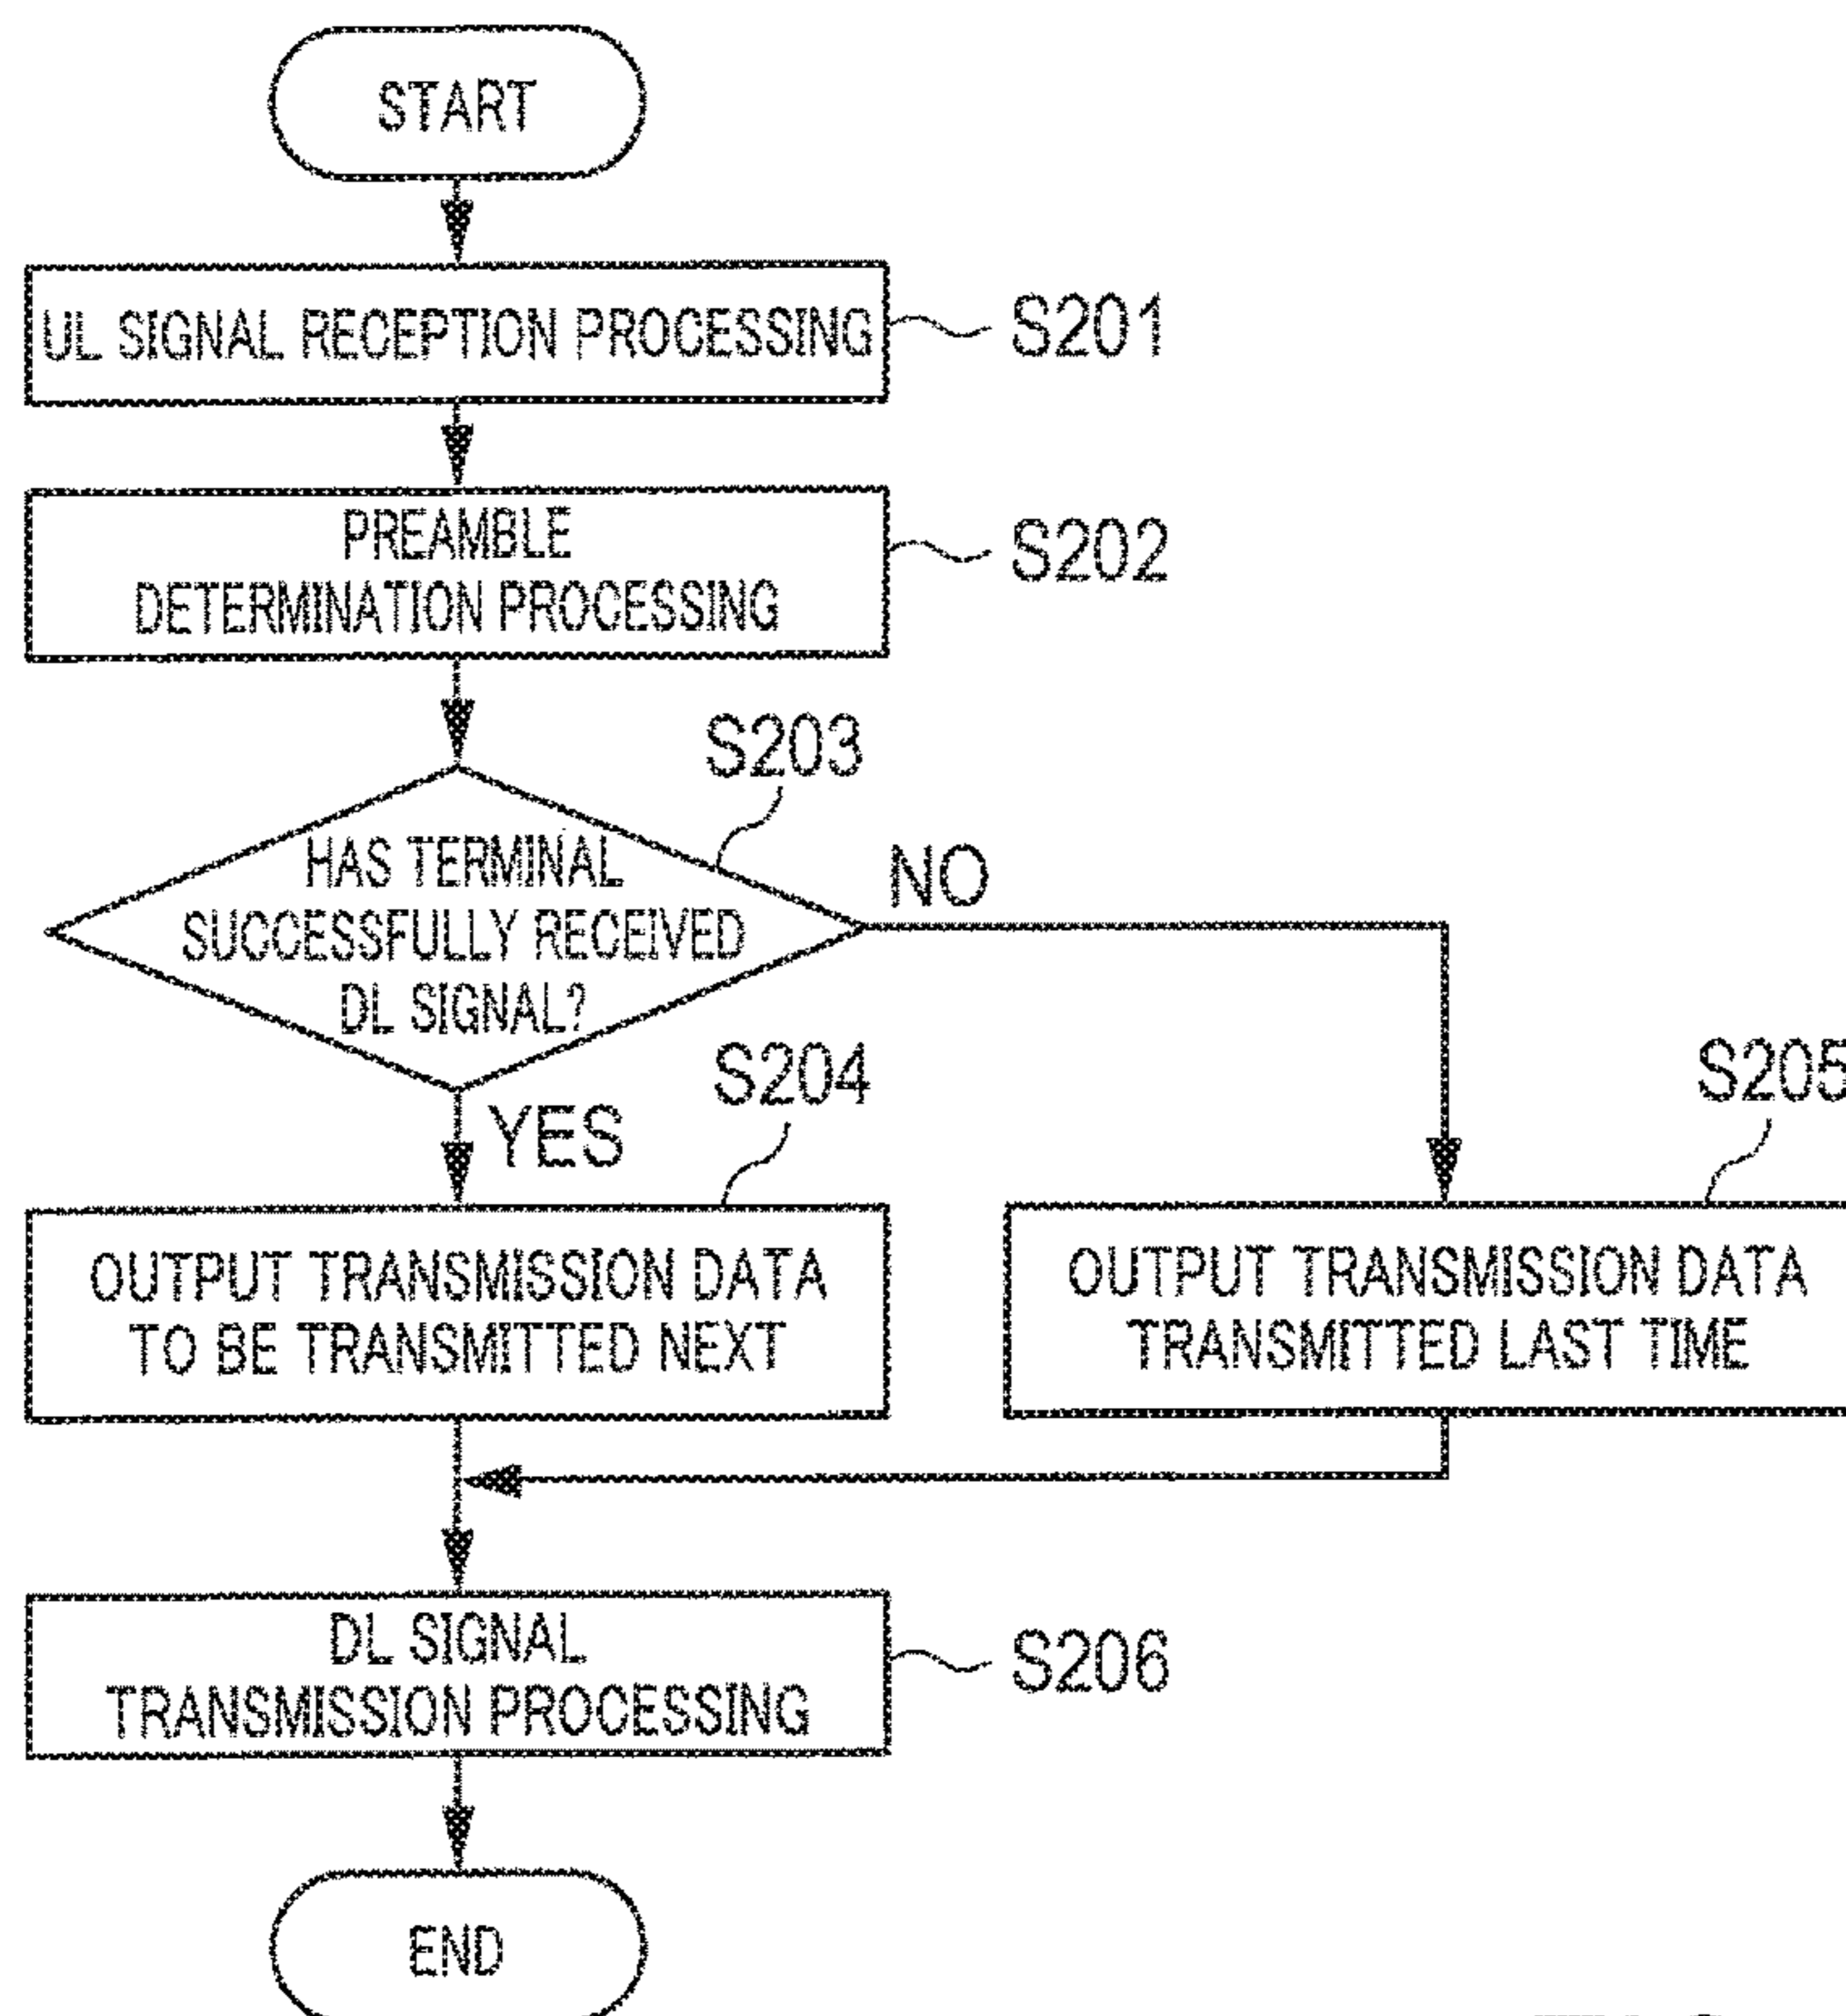 START
UL SIGNAL RECEPTION PROCESSING
S201
PREAMBLE
DETERMINATION PROCESSING
S202
S203
HAS TERMINAL
SUCCESSFULLY RECEIVED
DL SIGNAL?
NO
YES
S204
S205
OUTPUT TRANSMISSION DATA
TO BE TRANSMITTED NEXT
OUTPUT TRANSMISSION DATA
TRANSMITTED LAST TIME
DL SIGNAL
TRANSMISSION PROCESSING
S206
END